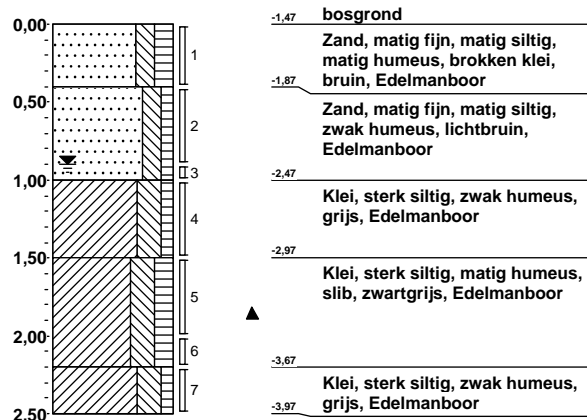 0,00
0,50
1,00
1,50
2,00
2,50
1
2
3
4
5
6
7
-1,47
bosgrond
Zand, matig fijn, matig siltig,
matig humeus, brokken klei,
bruin, Edelmanboor
-1,87
Zand, matig fijn, matig siltig,
zwak humeus, lichtbruin,
Edelmanboor
-2,47
Klei, sterk siltig, zwak humeus,
grijs, Edelmanboor
-2,97
Klei, sterk siltig, matig humeus,
slib, zwartgrijs, Edelmanboor
-3,67
Klei, sterk siltig, zwak humeus,
grijs, Edelmanboor
-3,97